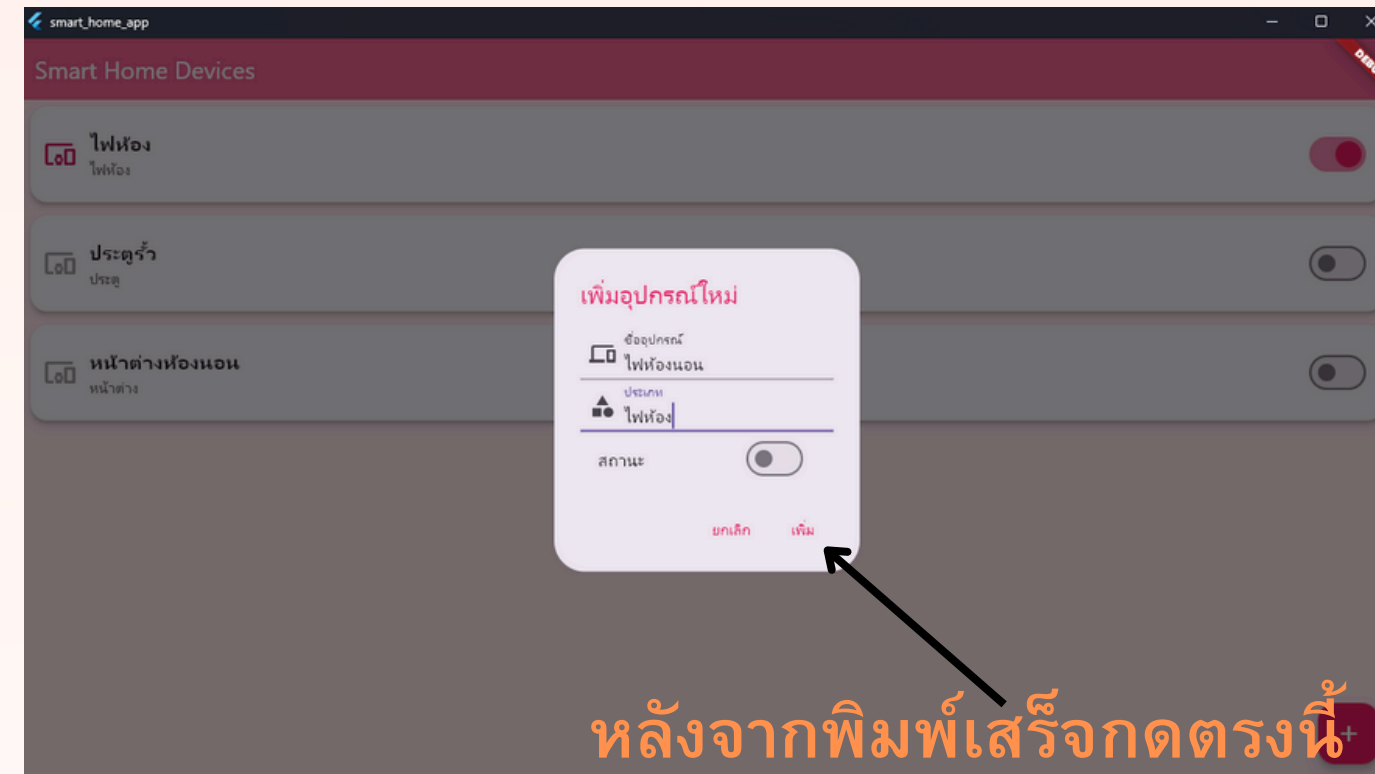 smart_home_app
Smart Home Devices
ไฟห้อง
ไฟห้อง
ประตูรั้ว
ประตู
หน้าต่างห้องนอน
หน้าต่าง
เพิ่มอุปกรณ์ใหม่
ชื่ออุปกรณ์
ไฟห้องนอน
ประเภท
ไฟห้อง
สถานะ
ยกเลิก เพิ่ม
หลังจากพิมพ์เสร็จกดตรงนี้